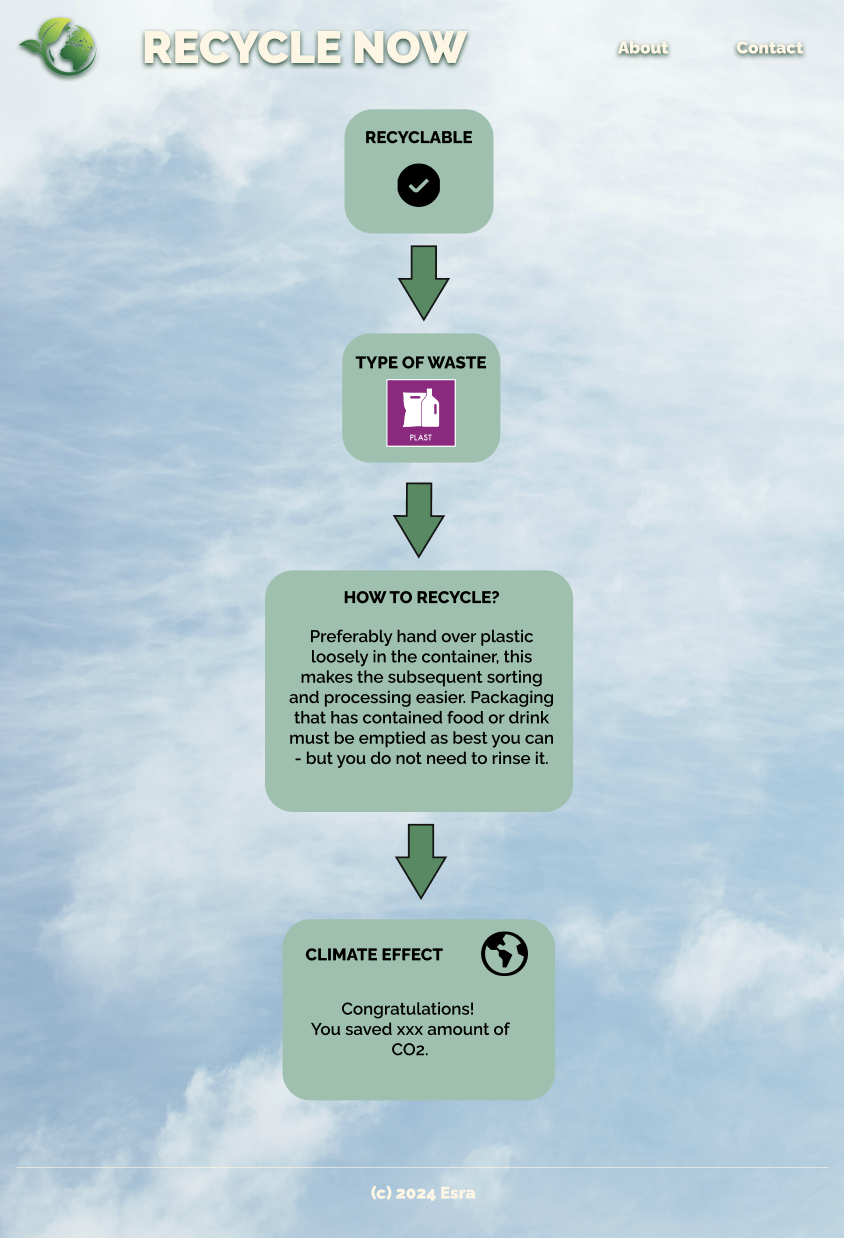 RECYCLE NOW
About
Contact
RECYCLABLE
TYPE OF WASTE
PLAST
HOW TO RECYCLE?
Preferably hand over plastic
loosely in the container, this
makes the subsequent sorting
and processing easier. Packaging
that has contained food or drink
must be emptied as best you can
- but you do not need to rinse it.
CLIMATE EFFECT
Congratulations!
You saved xxx amount of
CO2.
(c) 2024 Esra